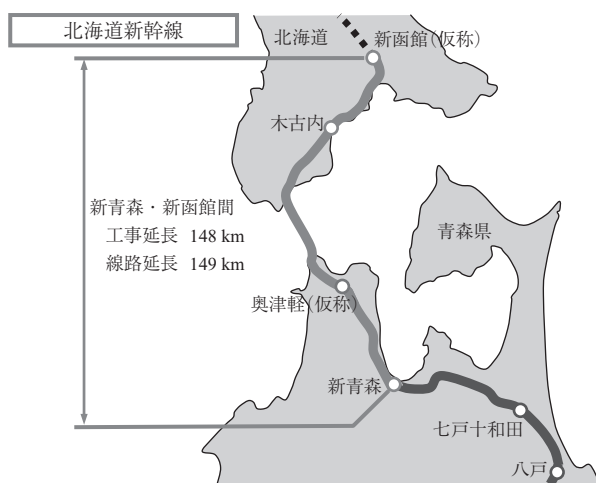 北海道新幹線
北海道
新函館(仮称)
木古内
新青森・新函館間
工事延長 148 km
線路延長 149 km
青森県
奥津軽(仮称)
新青森
七戸十和田
八戸